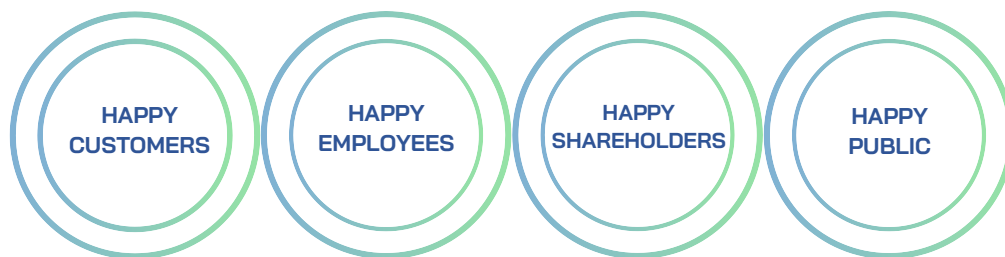 HAPPY
CUSTOMERS
HAPPY
EMPLOYEES
HAPPY
SHAREHOLDERS
HAPPY
PUBLIC